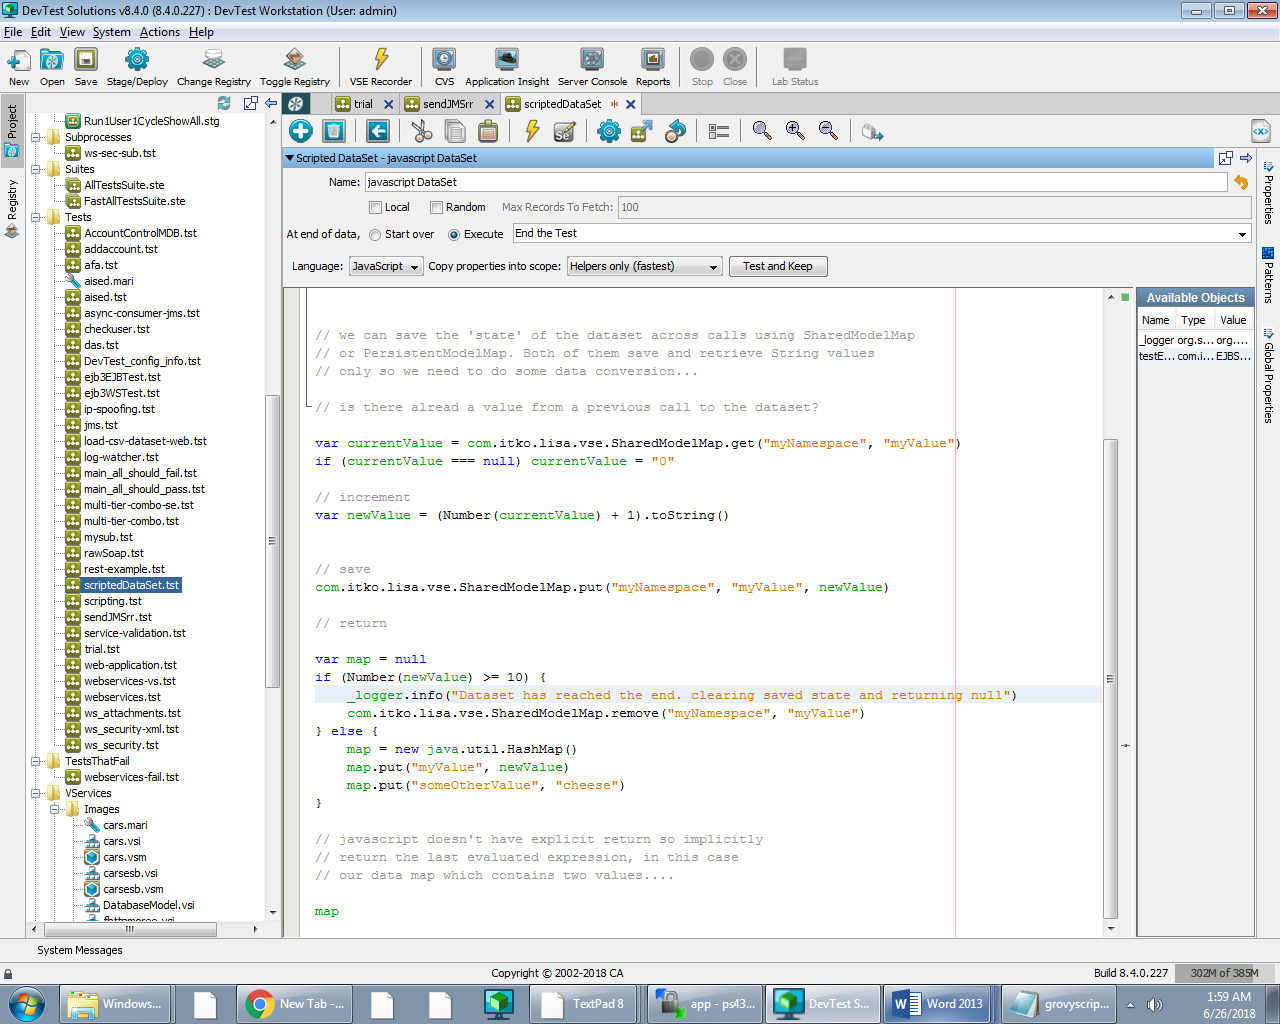 DevTest Solutions v8.4.0 (8.4.0.227) : DevTest Workstation (User: admin)
File Edit View System Actions Help
New Open Save Stage/Deploy Change Registry Toggle Registry VSE Recorder CVS Application Insight Server Console Reports Stop Close Lab Status
Project
Registry
Run1User1CycleShowAll.stg
Subprocesses
ws-sec-sub.tst
Suites
AllTestsSuite.ste
FastAllTestsSuite.ste
Tests
AccountControlMDB.tst
addaccount.tst
afa.tst
aised.mari
aised.tst
async-consumer-jms.tst
checkuser.tst
das.tst
DevTest_config_info.tst
ejb3EJBTest.tst
ejb3WSTest.tst
ip-spoofing.tst
jms.tst
load-csv-dataset-web.tst
log-watcher.tst
main_all_should_fail.tst
main_all_should_pass.tst
multi-tier-combo-se.tst
multi-tier-combo.tst
mysub.tst
rawSoap.tst
rest-example.tst
scriptedDataSet.tst
scripting.tst
sendJMSrr.tst
service-validation.tst
trial.tst
web-application.tst
webservices-vs.tst
webservices.tst
ws_attachments.tst
ws_security-xml.tst
ws_security.tst
TestsThatFail
webservices-fail.tst
VServices
Images
cars.mari
cars.vsi
cars.vsm
carsesb.vsi
carsesb.vsm
DatabaseModel.vsi
trial sendJMSrr scriptedDataSet
Scripted DataSet - javascript DataSet
Name: javascript DataSet
Local Random Max Records To Fetch: 100
At end of data, Start over Execute End the Test
Language: JavaScript Copy properties into scope: Helpers only (fastest) Test and Keep
// we can save the 'state' of the dataset across calls using SharedModelMap
// or PersistentModelMap. Both of them save and retrieve String values
// only so we need to do some data conversion...
// is there alread a value from a previous call to the dataset?
var currentValue = com.itko.lisa.vse.SharedModelMap.get("myNamespace", "myValue")
if (currentValue === null) currentValue = "0"
// increment
var newValue = (Number(currentValue) + 1).toString()
// save
com.itko.lisa.vse.SharedModelMap.put("myNamespace", "myValue", newValue)
// return
var map = null
if (Number(newValue) >= 10) {
_logger.info("Dataset has reached the end. clearing saved state and returning null")
com.itko.lisa.vse.SharedModelMap.remove("myNamespace", "myValue")
} else {
map = new java.util.HashMap()
map.put("myValue", newValue)
map.put("someOtherValue", "cheese")
}
// javascript doesn't have explicit return so implicitly
// return the last evaluated expression, in this case
// our data map which contains two values....
map
Available Objects
Name Type Value
_logger org.s... org....
testE... com.i... EJBS...
Properties
Patterns
Global Properties
System Messages
Copyright © 2002-2018 CA
Build 8.4.0.227 302M of 385M
Windows... New Tab -... TextPad 8 app - ps43... DevTest S... Word 2013 grovyscrip...
1:59 AM
6/26/2018